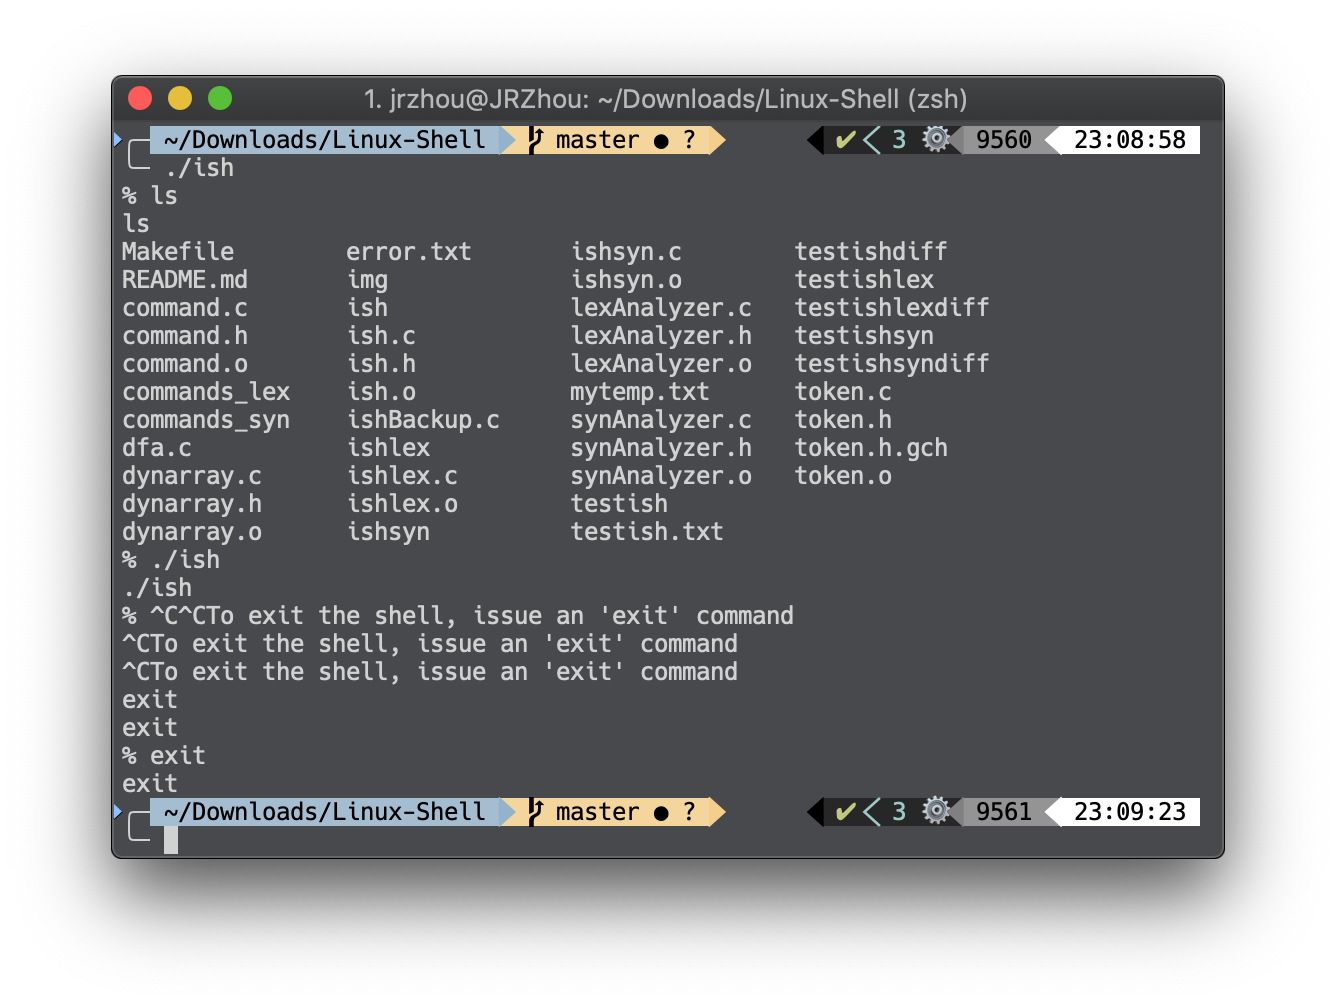 1. jrzhou@JRZhou: ~/Downloads/Linux-Shell (zsh)
~/Downloads/Linux-Shell master ● ? ✔ 3 ⚙ 9560 23:08:58
./ish
% ls
ls
Makefile error.txt ishsyn.c testishdiff
README.md img ishsyn.o testishlex
command.c ish lexAnalyzer.c testishlexdiff
command.h ish.c lexAnalyzer.h testishsyn
command.o ish.h lexAnalyzer.o testishsyndiff
commands_lex ish.o mytemp.txt token.c
commands_syn ishBackup.c synAnalyzer.c token.h
dfa.c ishlex synAnalyzer.h token.h.gch
dynarray.c ishlex.c synAnalyzer.o token.o
dynarray.h ishlex.o testish
dynarray.o ishsyn testish.txt
% ./ish
./ish
% ^C^CTo exit the shell, issue an 'exit' command
^CTo exit the shell, issue an 'exit' command
^CTo exit the shell, issue an 'exit' command
exit
exit
% exit
exit
~/Downloads/Linux-Shell master ● ? ✔ 3 ⚙ 9561 23:09:23